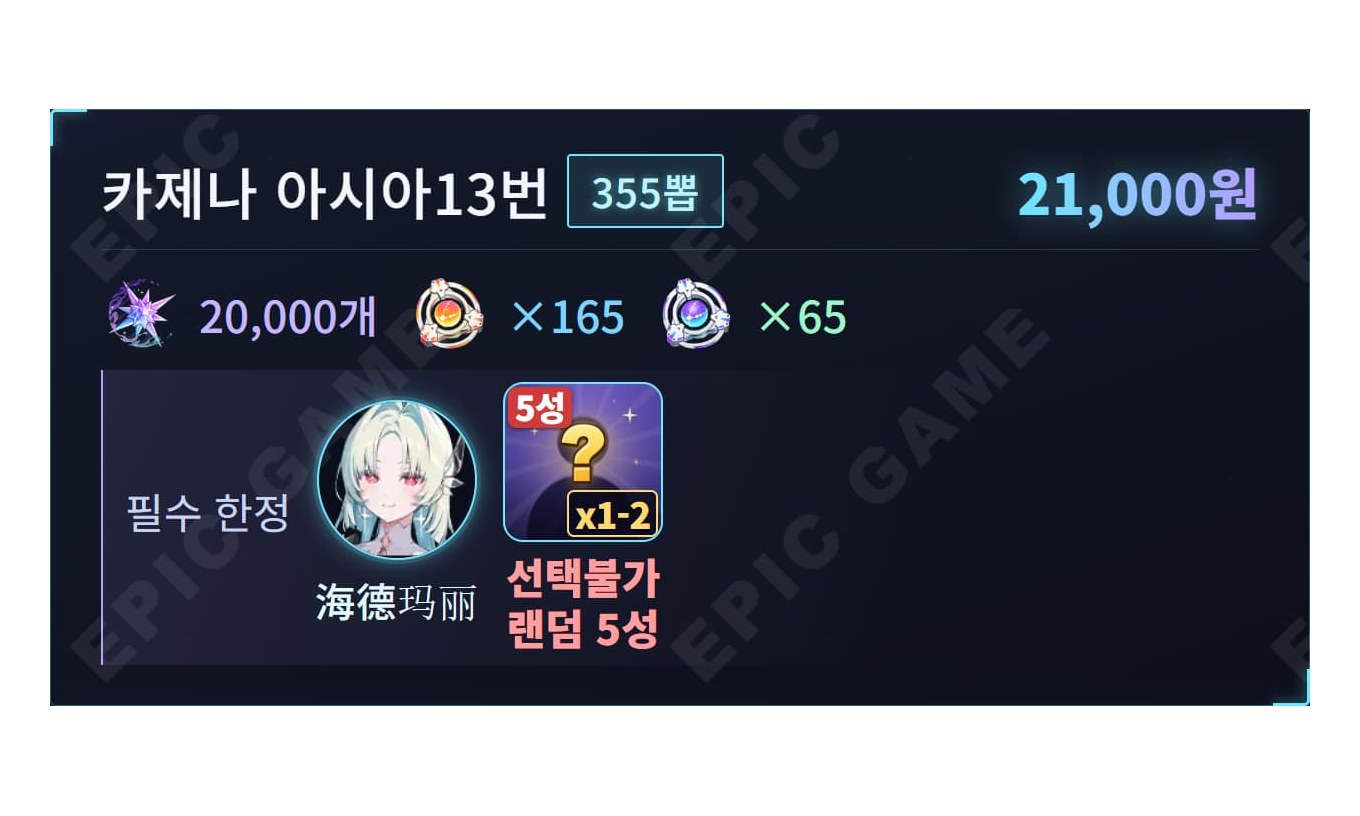 카제나 아시아13번 355뽑 21,000원
20,000개 ×165 ×65
필수 한정
海德玛丽
5성
?
x1-2
선택불가
랜덤 5성
EPIC GAME